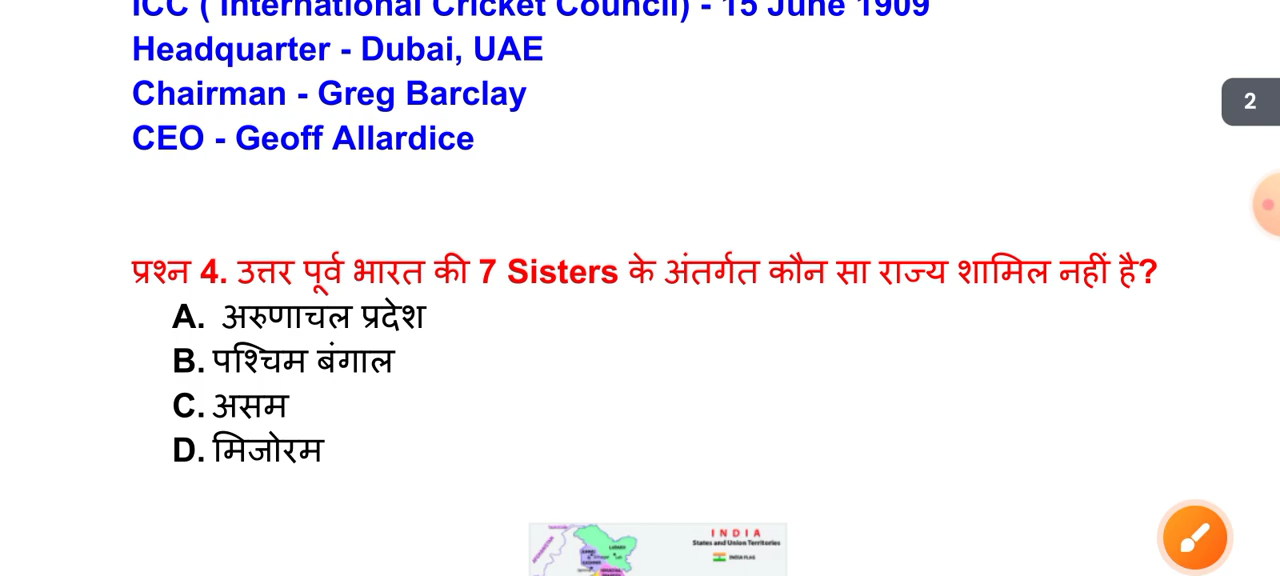 ICC ( International Cricket Council) - 15 June 1909
Headquarter - Dubai, UAE
Chairman - Greg Barclay
CEO - Geoff Allardice
2
प्रश्न 4. उत्तर पूर्व भारत की 7 Sisters के अंतर्गत कौन सा राज्य शामिल नहीं है?
A. अरुणाचल प्रदेश
B. पश्चिम बंगाल
C. असम
D. मिजोरम
INDIA
States and Union Territories
INDIA FLAG